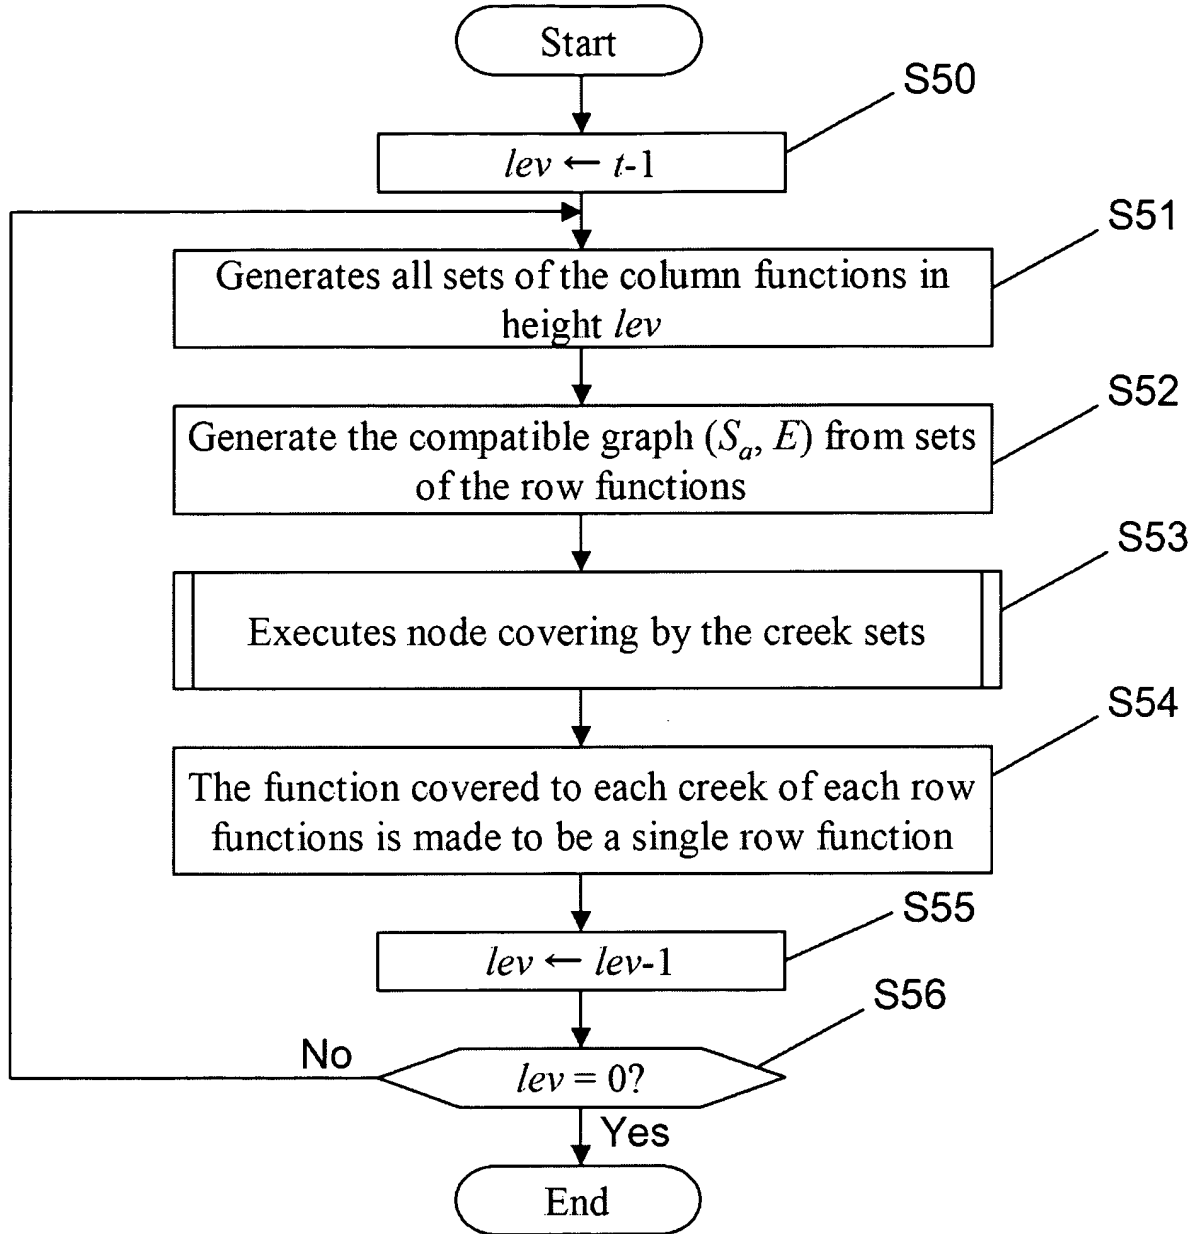 Start
S50
lev ← t-1
S51
Generates all sets of the column functions in
height lev
S52
Generate the compatible graph (Sₐ, E) from sets
of the row functions
S53
Executes node covering by the creek sets
S54
The function covered to each creek of each row
functions is made to be a single row function
S55
lev ← lev-1
S56
No
lev = 0?
Yes
End